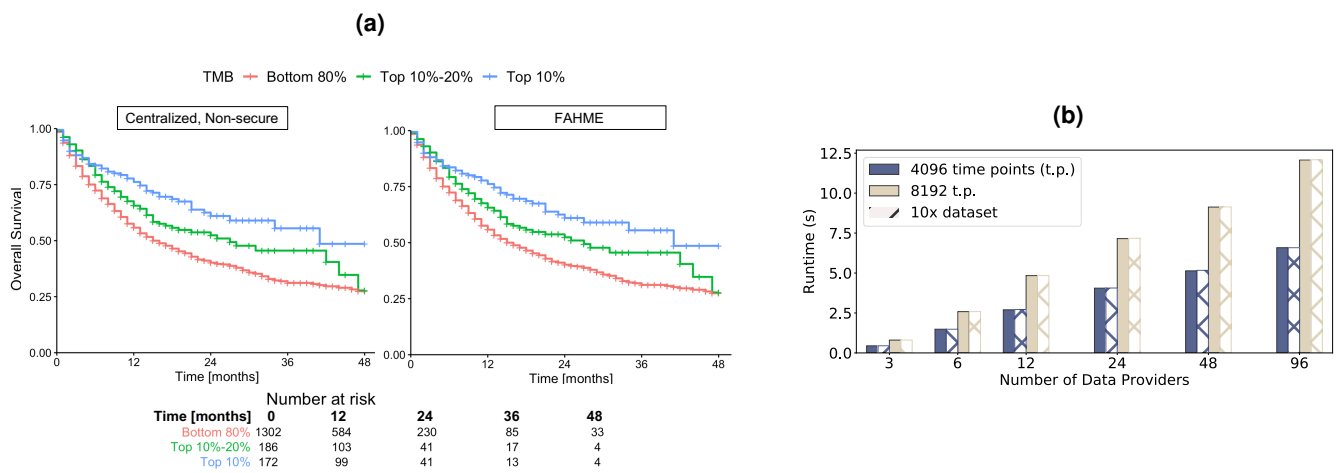 (a)
TMB Bottom 80% Top 10%-20% Top 10%
Centralized, Non-secure
FAHME
Overall Survival
1.00
0.75
0.50
0.25
0.00
0 12 24 36 48
Time [months]
1.00
0.75
0.50
0.25
0.00
0 12 24 36 48
Time [months]
Number at risk
Time [months] 0 12 24 36 48
Bottom 80% 1302 584 230 85 33
Top 10%-20% 186 103 41 17 4
Top 10% 172 99 41 13 4
(b)
4096 time points (t.p.)
8192 t.p.
10x dataset
Runtime (s)
12.5
10.0
7.5
5.0
2.5
0.0
3 6 12 24 48 96
Number of Data Providers